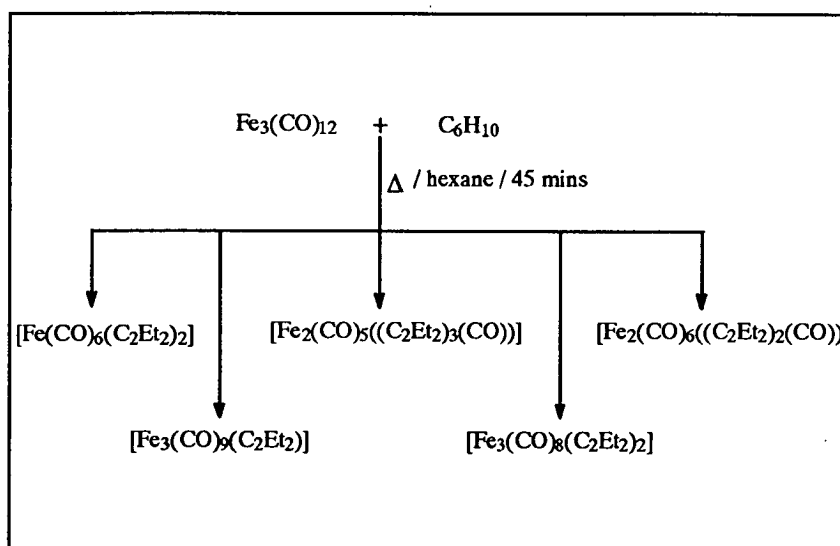 Fe₃(CO)₁₂ + C₆H₁₀
Δ / hexane / 45 mins
[Fe(CO)₆(C₂Et₂)₂] [Fe₂(CO)₅((C₂Et₂)₃(CO))] [Fe₂(CO)₆((C₂Et₂)₂(CO))
[Fe₃(CO)₉(C₂Et₂)] [Fe₃(CO)₈(C₂Et₂)₂]